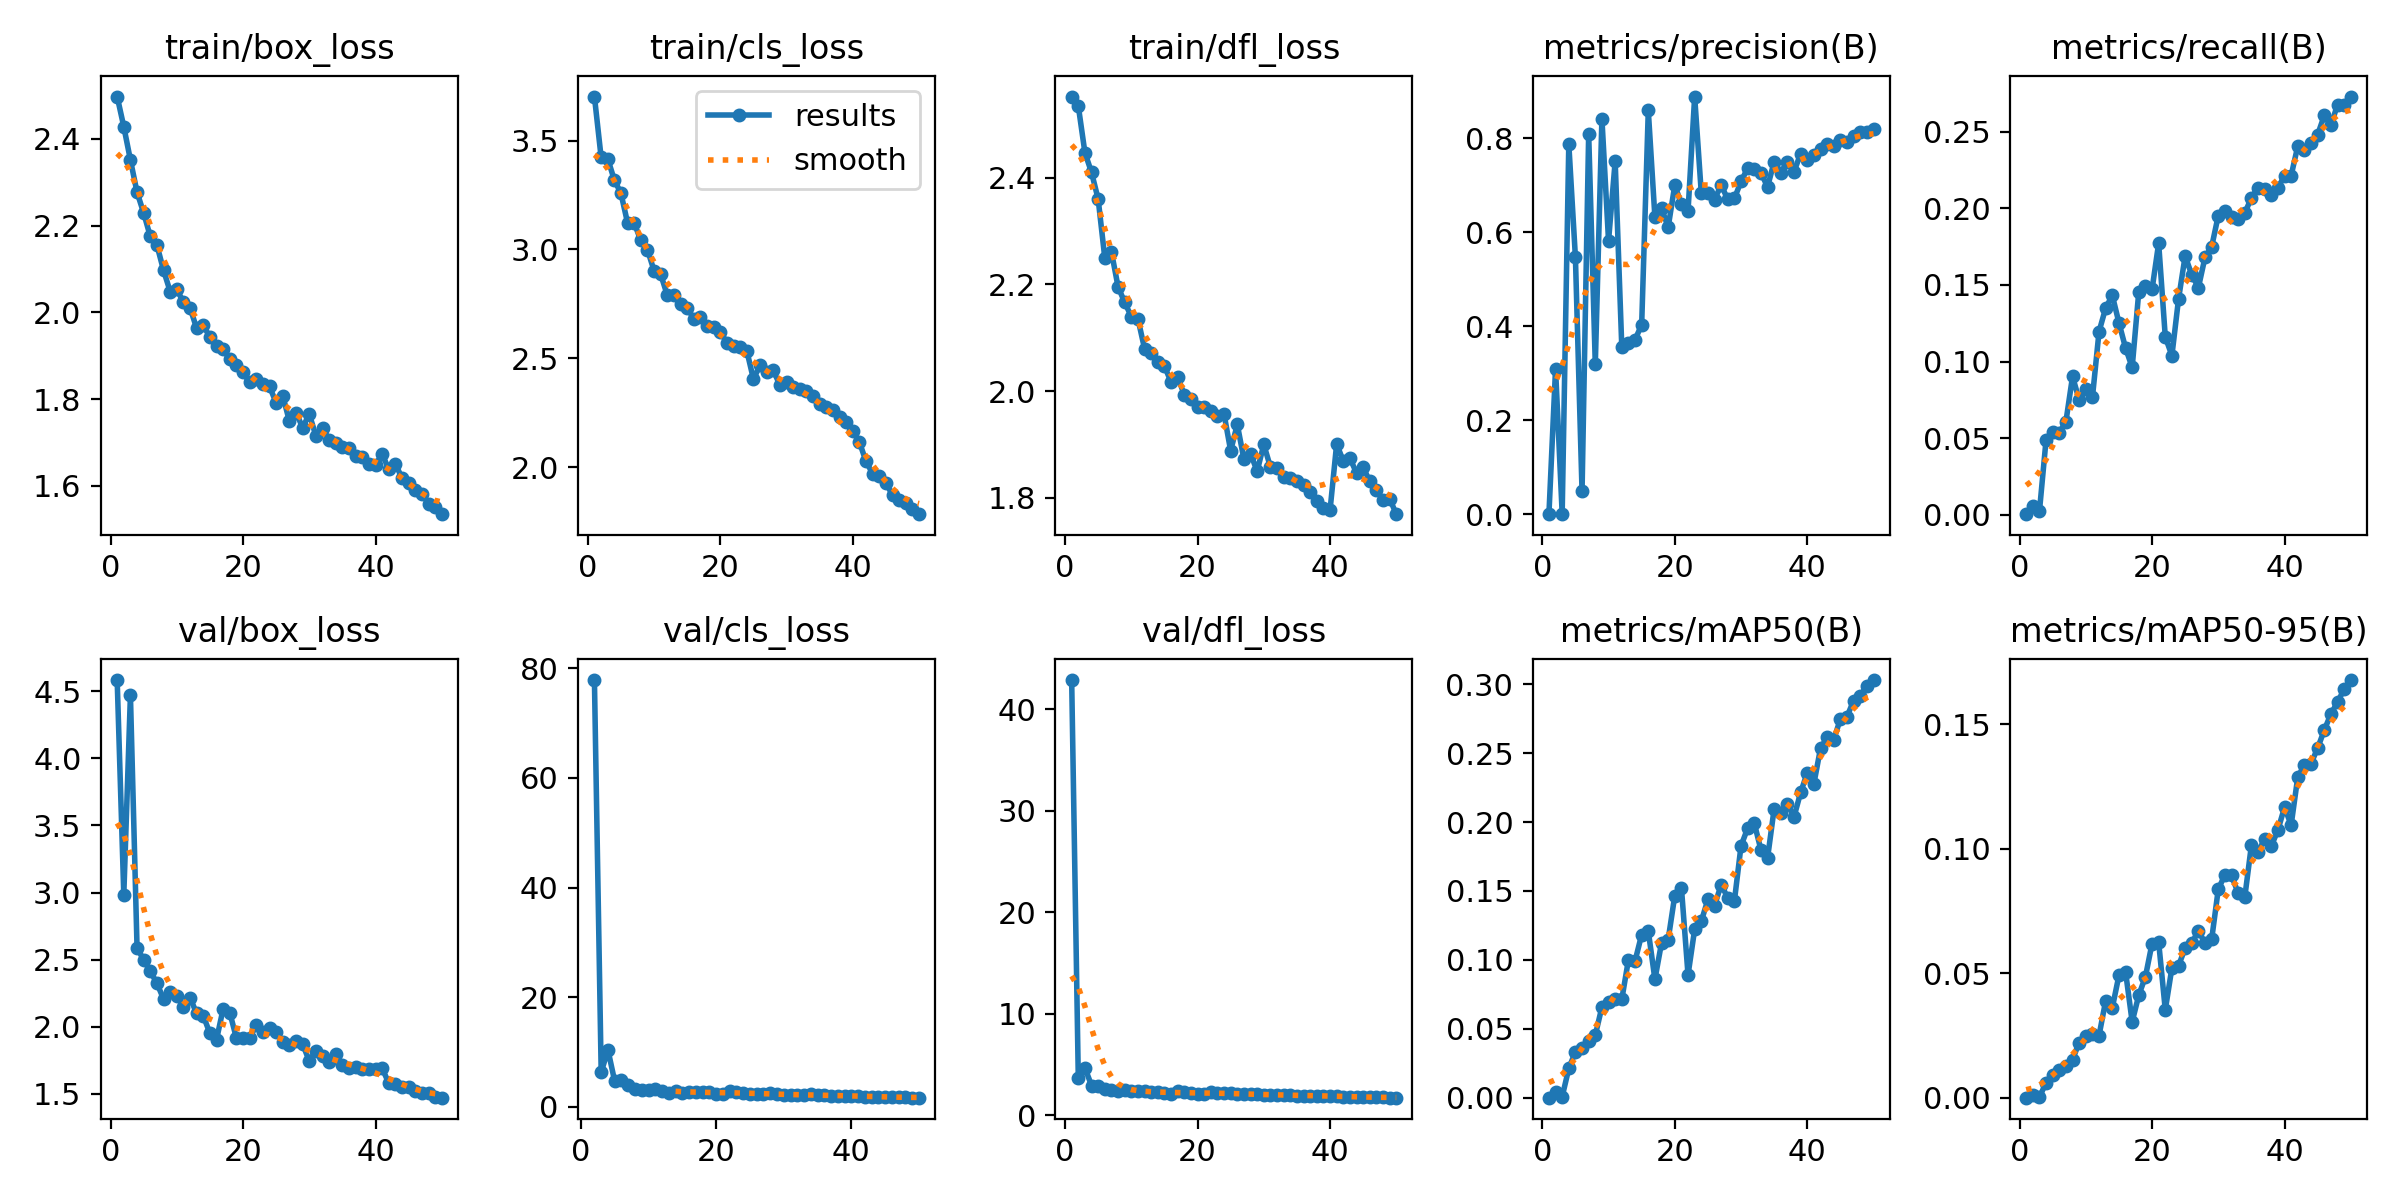 train/box_loss
train/cls_loss
train/dfl_loss
metrics/precision(B)
metrics/recall(B)
2.4
2.2
2.0
1.8
1.6
0 20 40
results
smooth
3.5
3.0
2.5
2.0
0 20 40
2.4
2.2
2.0
1.8
0 20 40
0.8
0.6
0.4
0.2
0.0
0 20 40
0.25
0.20
0.15
0.10
0.05
0.00
0 20 40
val/box_loss
val/cls_loss
val/dfl_loss
metrics/mAP50(B)
metrics/mAP50-95(B)
4.5
4.0
3.5
3.0
2.5
2.0
1.5
0 20 40
80
60
40
20
0
0 20 40
40
30
20
10
0
0 20 40
0.30
0.25
0.20
0.15
0.10
0.05
0.00
0 20 40
0.15
0.10
0.05
0.00
0 20 40